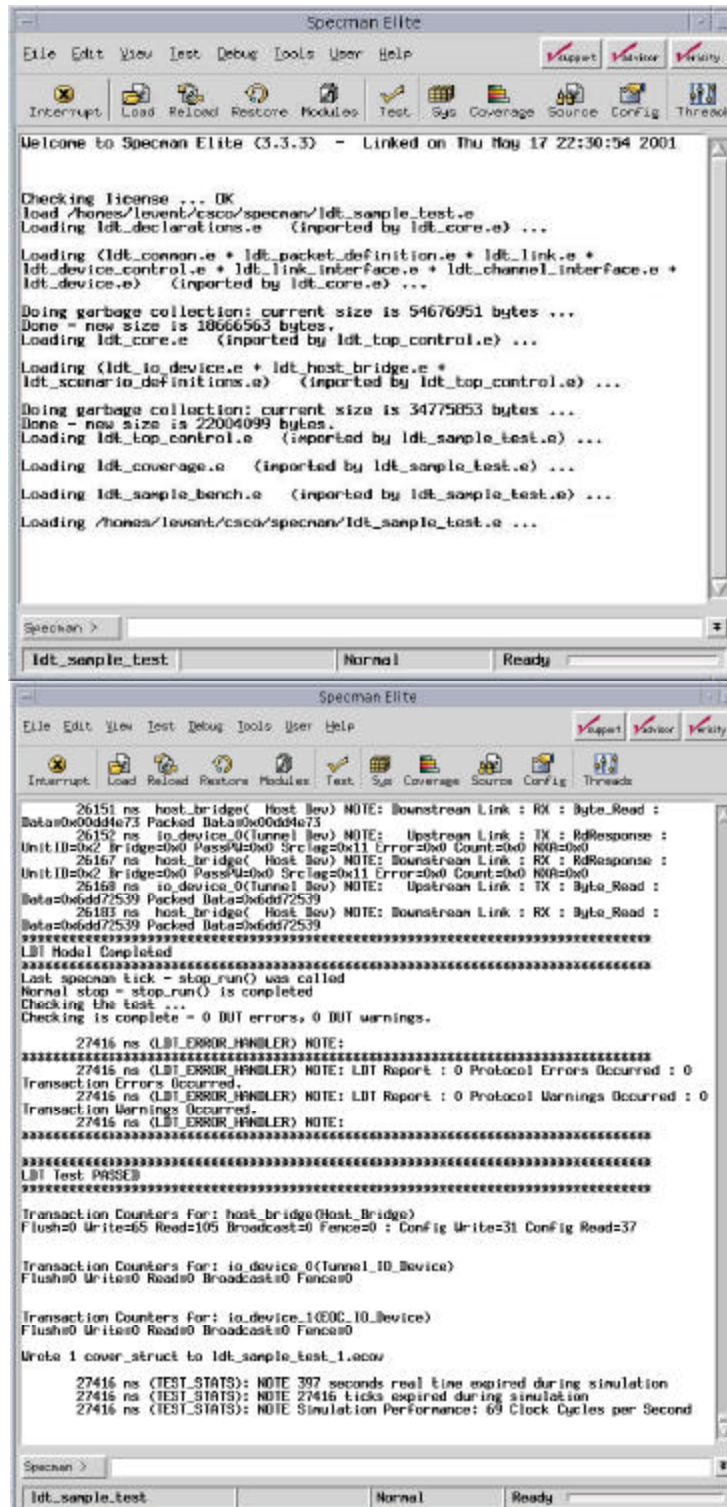 Specman Elite
File Edit View Test Debug Tools User Help
support advisor Verisity
Interrupt Load Reload Restore Modules Test Sys Coverage Source Config Thread
Welcome to Specman Elite (3.3.3) - Linked on Thu May 17 22:30:54 2001
Checking license ... OK
load /homes/levent/csco/specman/ldt_sample_test.e
Loading ldt_declarations.e (imported by ldt_core.e) ...
Loading (ldt_common.e + ldt_packet_definition.e + ldt_link.e +
ldt_device_control.e + ldt_link_interface.e + ldt_channel_interface.e +
ldt_device.e) (imported by ldt_core.e) ...
Doing garbage collection: current size is 54676951 bytes ...
Done - new size is 18666563 bytes.
Loading ldt_core.e (imported by ldt_top_control.e) ...
Loading (ldt_io_device.e + ldt_host_bridge.e +
ldt_scenario_definitions.e) (imported by ldt_top_control.e) ...
Doing garbage collection: current size is 34775853 bytes ...
Done - new size is 22004099 bytes.
Loading ldt_top_control.e (imported by ldt_sample_test.e) ...
Loading ldt_coverage.e (imported by ldt_sample_test.e) ...
Loading ldt_sample_bench.e (imported by ldt_sample_test.e) ...
Loading /homes/levent/csco/specman/ldt_sample_test.e ...
Specman >
ldt_sample_test Normal Ready
Specman Elite
File Edit View Test Debug Tools User Help
support advisor Verisity
Interrupt Load Reload Restore Modules Test Sys Coverage Source Config Threads
26151 ns host_bridge( Host Dev) NOTE: Downstream Link : RX : Byte_Read :
Data=0x00dd4e73 Packed Data=0x00dd4e73
26152 ns io_device_0(Tunnel Dev) NOTE: Upstream Link : TX : RdResponse :
UnitID=0x2 Bridge=0x0 PassPW=0x0 SrcTag=0x11 Error=0x0 Count=0x0 NXA=0x0
26167 ns host_bridge( Host Dev) NOTE: Downstream Link : RX : RdResponse :
UnitID=0x2 Bridge=0x0 PassPW=0x0 SrcTag=0x11 Error=0x0 Count=0x0 NXA=0x0
26168 ns io_device_0(Tunnel Dev) NOTE: Upstream Link : TX : Byte_Read :
Data=0x6dd72539 Packed Data=0x6dd72539
26183 ns host_bridge( Host Dev) NOTE: Downstream Link : RX : Byte_Read :
Data=0x6dd72539 Packed Data=0x6dd72539
LDT Model Completed
Last specman tick - stop_run() was called
Normal stop - stop_run() is completed
Checking the test ...
Checking is complete - 0 DUT errors, 0 DUT warnings.
27416 ns (LDT_ERROR_HANDLER) NOTE:
27416 ns (LDT_ERROR_HANDLER) NOTE: LDT Report : 0 Protocol Errors Occurred : 0
Transaction Errors Occurred.
27416 ns (LDT_ERROR_HANDLER) NOTE: LDT Report : 0 Protocol Warnings Occurred : 0
Transaction Warnings Occurred.
27416 ns (LDT_ERROR_HANDLER) NOTE:
LDT Test PASSED
Transaction Counters for: host_bridge(Host_Bridge)
Flush=0 Write=65 Read=105 Broadcast=0 Fence=0 : Config Write=31 Config Read=37
Transaction Counters for: io_device_0(Tunnel_IO_Device)
Flush=0 Write=0 Read=0 Broadcast=0 Fence=0
Transaction Counters for: io_device_1(EOC_IO_Device)
Flush=0 Write=0 Read=0 Broadcast=0 Fence=0
Wrote 1 cover_struct to ldt_sample_test_1.ecov
27416 ns (TEST_STATS): NOTE 397 seconds real time expired during simulation
27416 ns (TEST_STATS): NOTE 27416 ticks expired during simulation
27416 ns (TEST_STATS): NOTE Simulation Performance: 69 Clock Cycles per Second
Specman >
ldt_sample_test Normal Ready